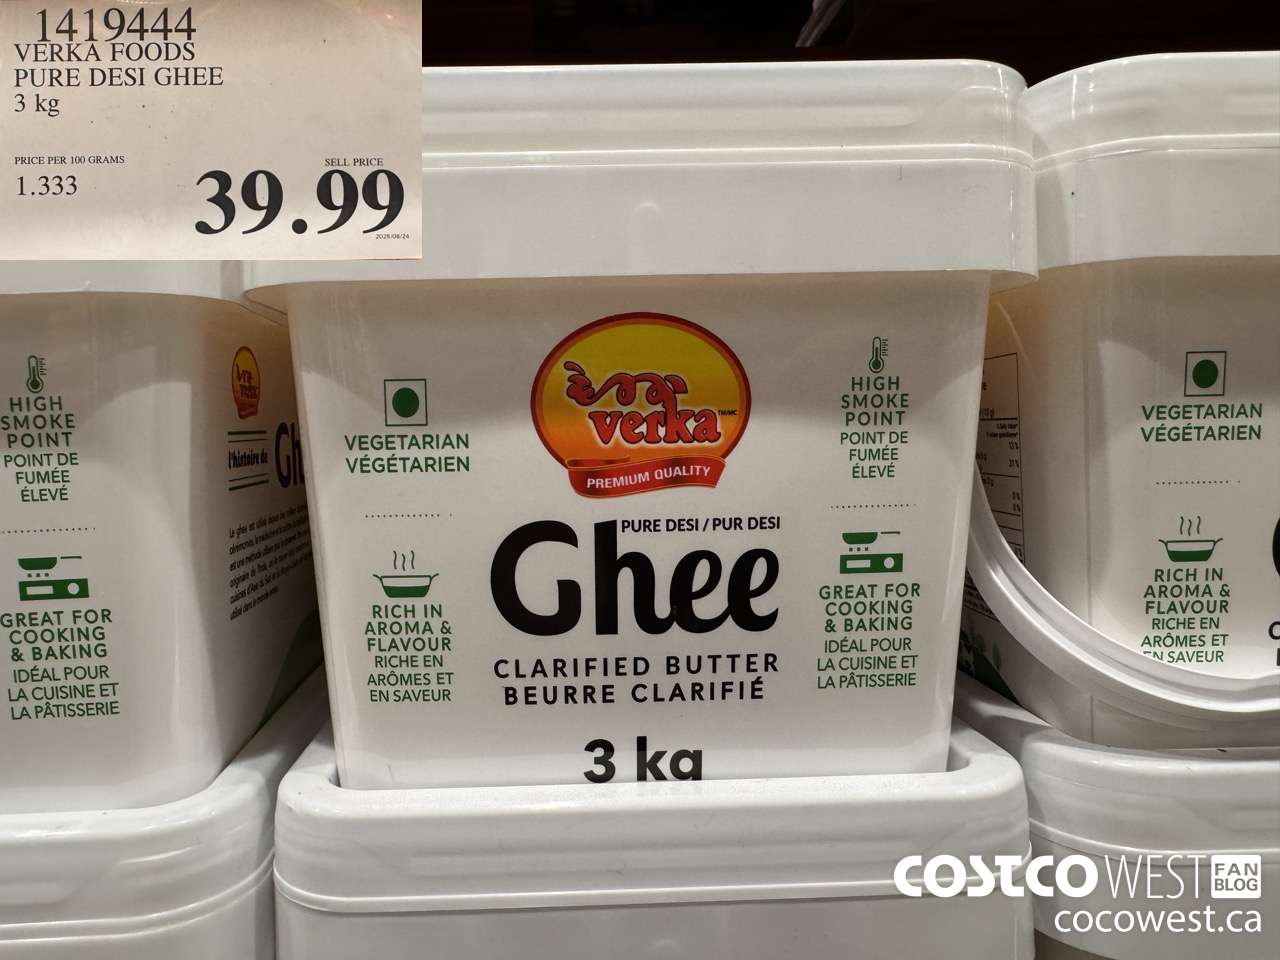 1419444
VERKA FOODS
PURE DESI GHEE
3 kg
PRICE PER 100 GRAMS
1.333
SELL PRICE
39.99
HIGH
SMOKE
POINT
POINT DE
FUMÉE
ÉLEVÉ
GREAT FOR
COOKING
& BAKING
IDÉAL POUR
LA CUISINE ET
LA PÂTISSERIE
l'histoire de
Gh
VEGETARIAN
VÉGÉTARIEN
RICH IN
AROMA &
FLAVOUR
RICHE EN
ARÔMES ET
EN SAVEUR
verka
TM/MC
PREMIUM QUALITY
PURE DESI / PUR DESI
Ghee
CLARIFIED BUTTER
BEURRE CLARIFIÉ
3 kg
HIGH
SMOKE
POINT
POINT DE
FUMÉE
ÉLEVÉ
GREAT FOR
COOKING
& BAKING
IDÉAL POUR
LA CUISINE ET
LA PÂTISSERIE
VEGETARIAN
VÉGÉTARIEN
RICH IN
AROMA &
FLAVOUR
RICHE EN
ARÔMES ET
EN SAVEUR
COSTCO WEST FAN BLOG
cocowest.ca